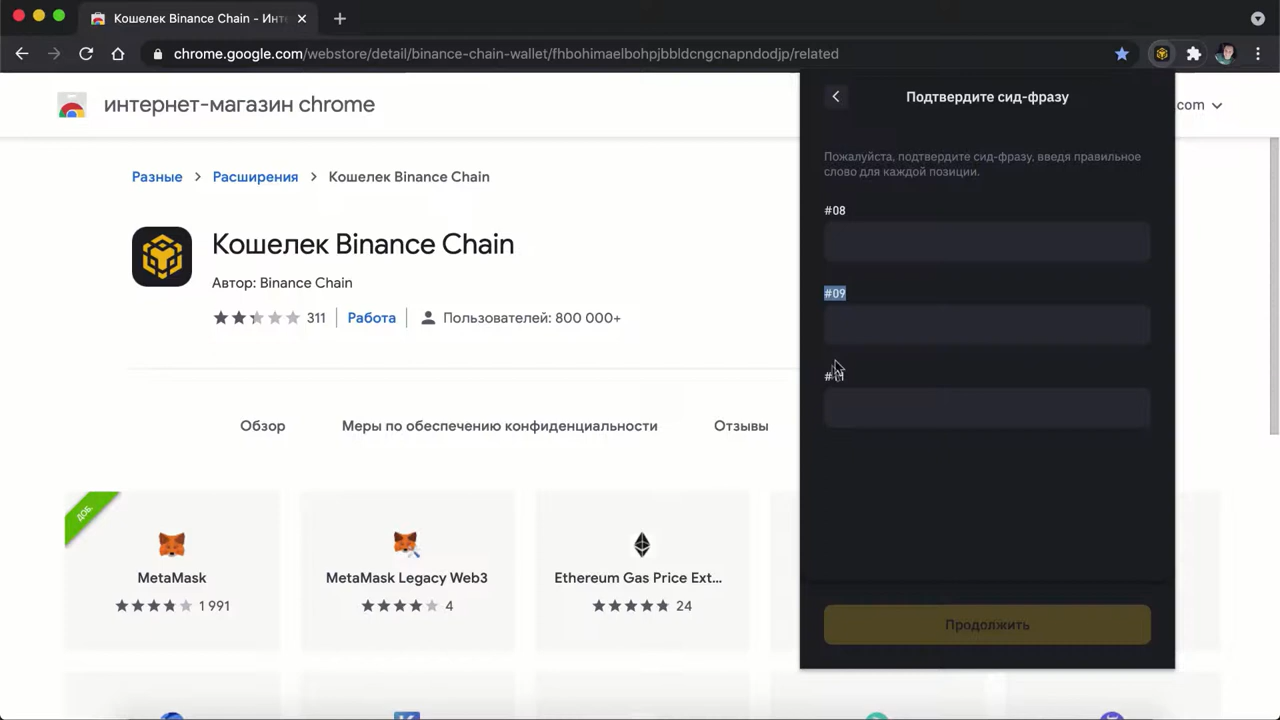 Кошелек Binance Chain - Инте
chrome.google.com/webstore/detail/binance-chain-wallet/fhbohimaelbohpjbbldcngcnapndodjp/related
интернет-магазин chrome
com
Разные
Расширения
Кошелек Binance Chain
Кошелек Binance Chain
Автор: Binance Chain
311
Работа
Пользователей: 800 000+
Обзор
Меры по обеспечению конфиденциальности
Отзывы
ДОБ.
MetaMask
1 991
MetaMask Legacy Web3
4
Ethereum Gas Price Ext...
24
Подтвердите сид-фразу
Пожалуйста, подтвердите сид-фразу, введя правильное
слово для каждой позиции.
#08
#09
#11
Продолжить